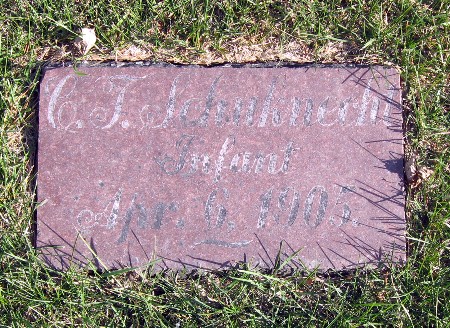 C. T. Schuknecht
Infant
Apr. 6, 1905.